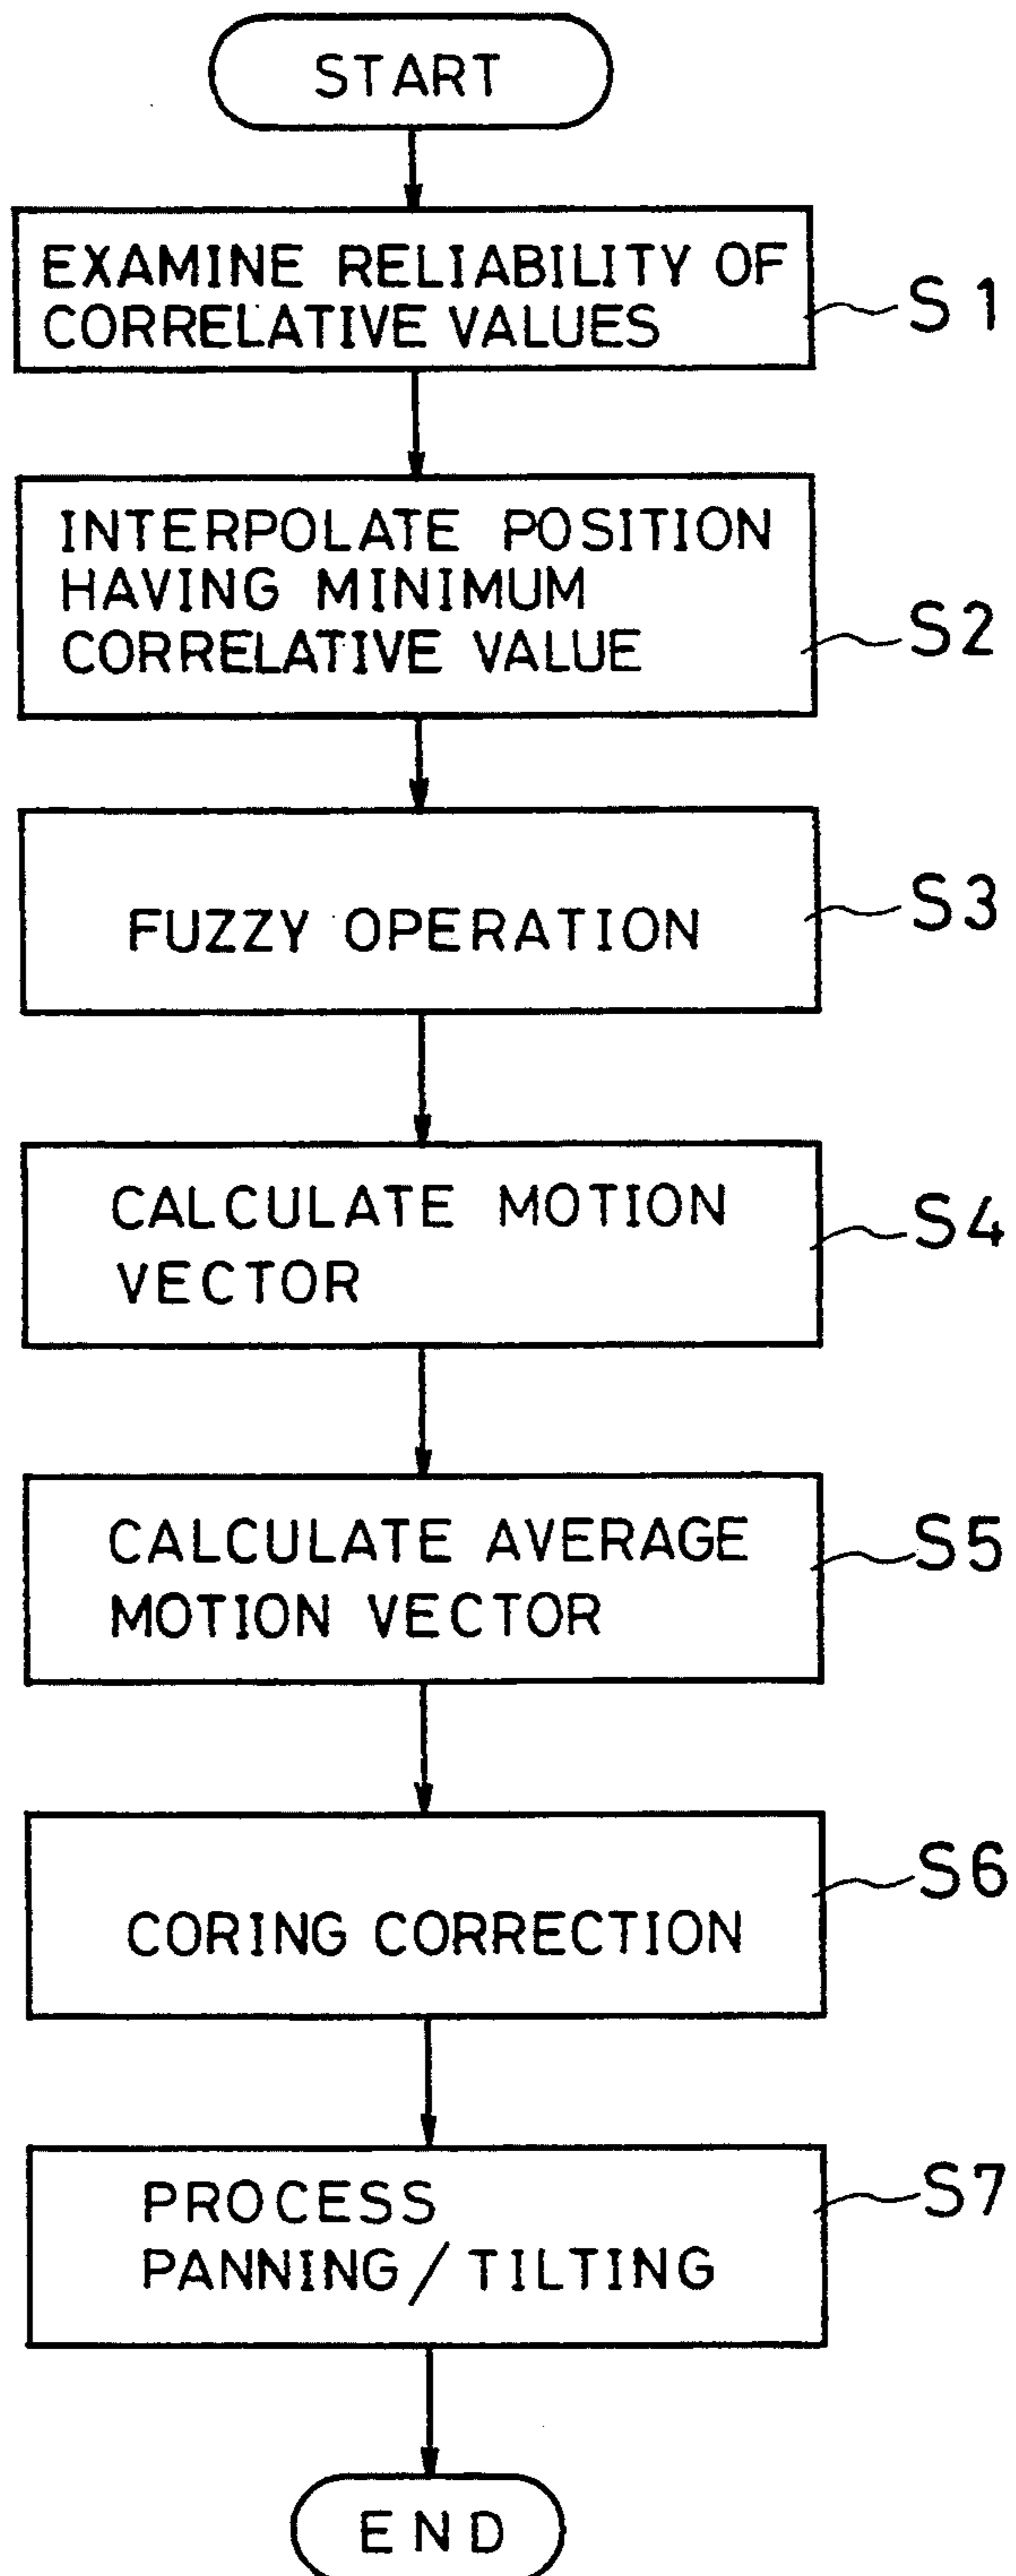 START
EXAMINE RELIABILITY OF
CORRELATIVE VALUES
S1
INTERPOLATE POSITION
HAVING MINIMUM
CORRELATIVE VALUE
S2
FUZZY OPERATION
S3
CALCULATE MOTION
VECTOR
S4
CALCULATE AVERAGE
MOTION VECTOR
S5
CORING CORRECTION
S6
PROCESS
PANNING/TILTING
S7
END